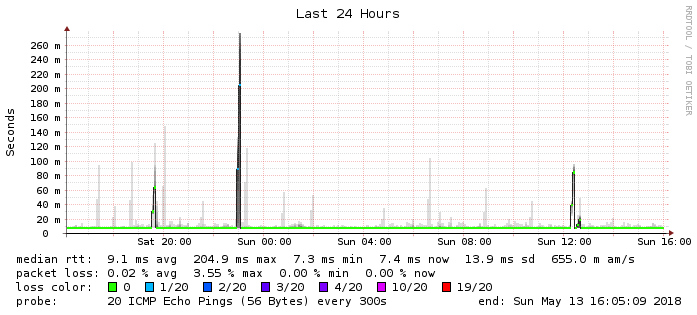 Last 24 Hours
RRDTOOL / TOBI OETIKER
Seconds
260 m
240 m
220 m
200 m
180 m
160 m
140 m
120 m
100 m
80 m
60 m
40 m
20 m
0
Sat 20:00 Sun 00:00 Sun 04:00 Sun 08:00 Sun 12:00 Sun 16:00
median rtt: 9.1 ms avg 204.9 ms max 7.3 ms min 7.4 ms now 13.9 ms sd 655.0 m am/s
packet loss: 0.02 % avg 3.55 % max 0.00 % min 0.00 % now
loss color: 0 1/20 2/20 3/20 4/20 10/20 19/20
probe: 20 ICMP Echo Pings (56 Bytes) every 300s end: Sun May 13 16:05:09 2018